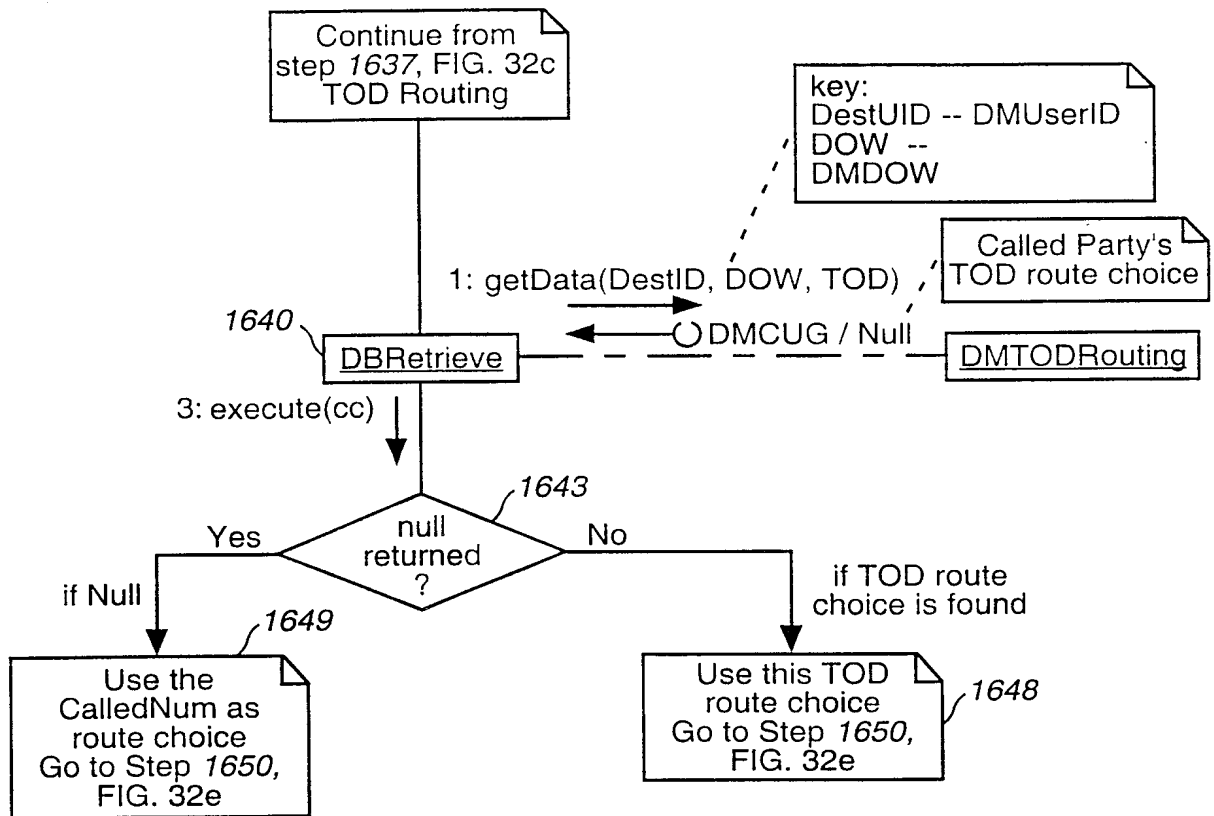 Continue from
step 1637, FIG. 32c
TOD Routing
key:
DestUID -- DMUserID
DOW --
DMDOW
Called Party's
TOD route choice
1: getData(DestID, DOW, TOD)
DMCUG / Null
1640
DBRetrieve
DMTODRouting
3: execute(cc)
1643
null
returned
?
Yes
No
if Null
if TOD route
choice is found
1649
Use the
CalledNum as
route choice
Go to Step 1650,
FIG. 32e
Use this TOD
route choice
Go to Step 1650,
FIG. 32e
1648